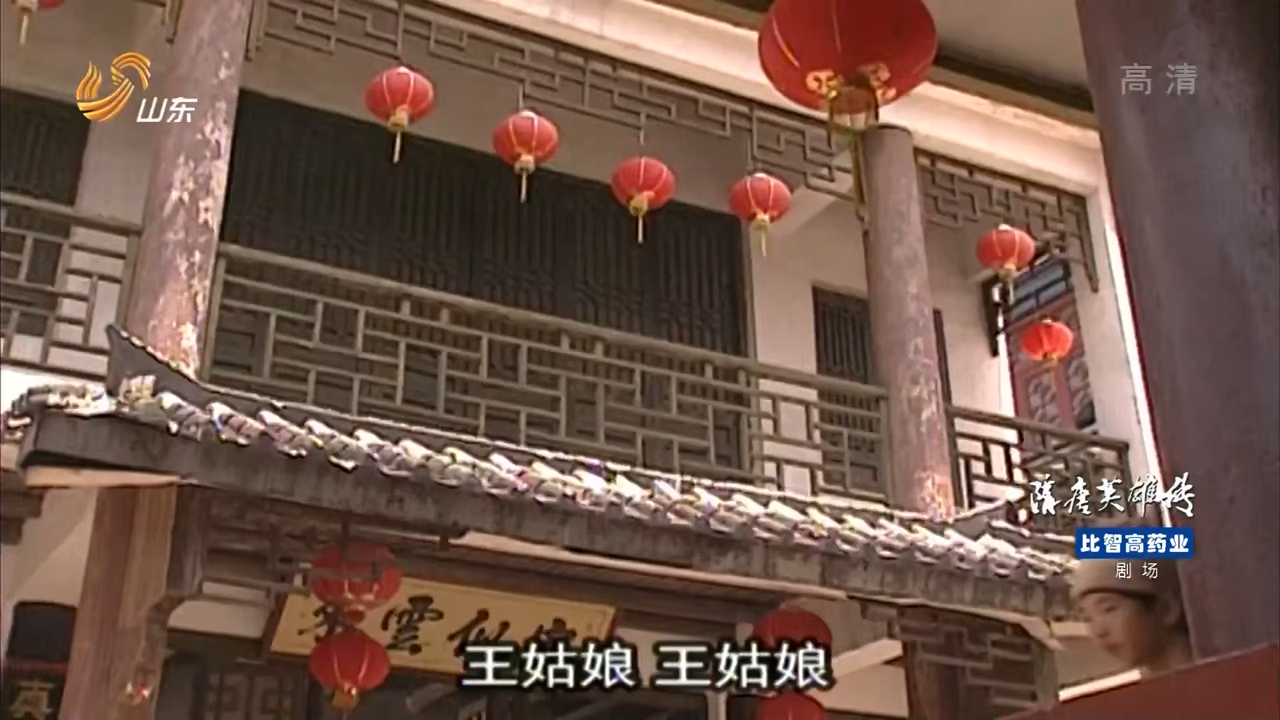 山东
高清
隋唐英雄传
比智高药业
剧场
雲
王姑娘 王姑娘